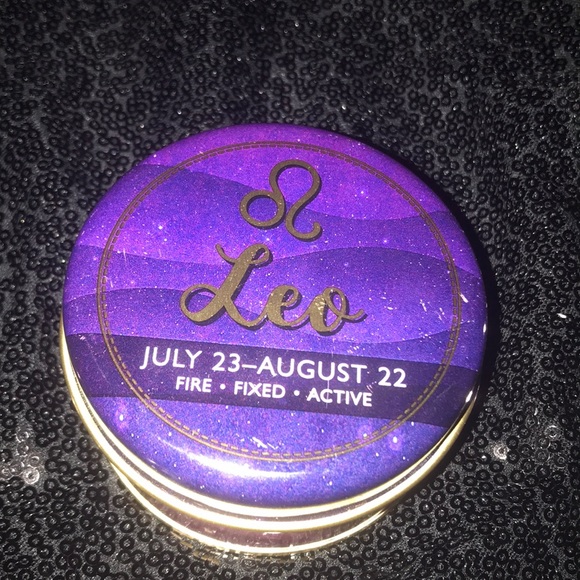 Leo
JULY 23–AUGUST 22
FIRE • FIXED • ACTIVE